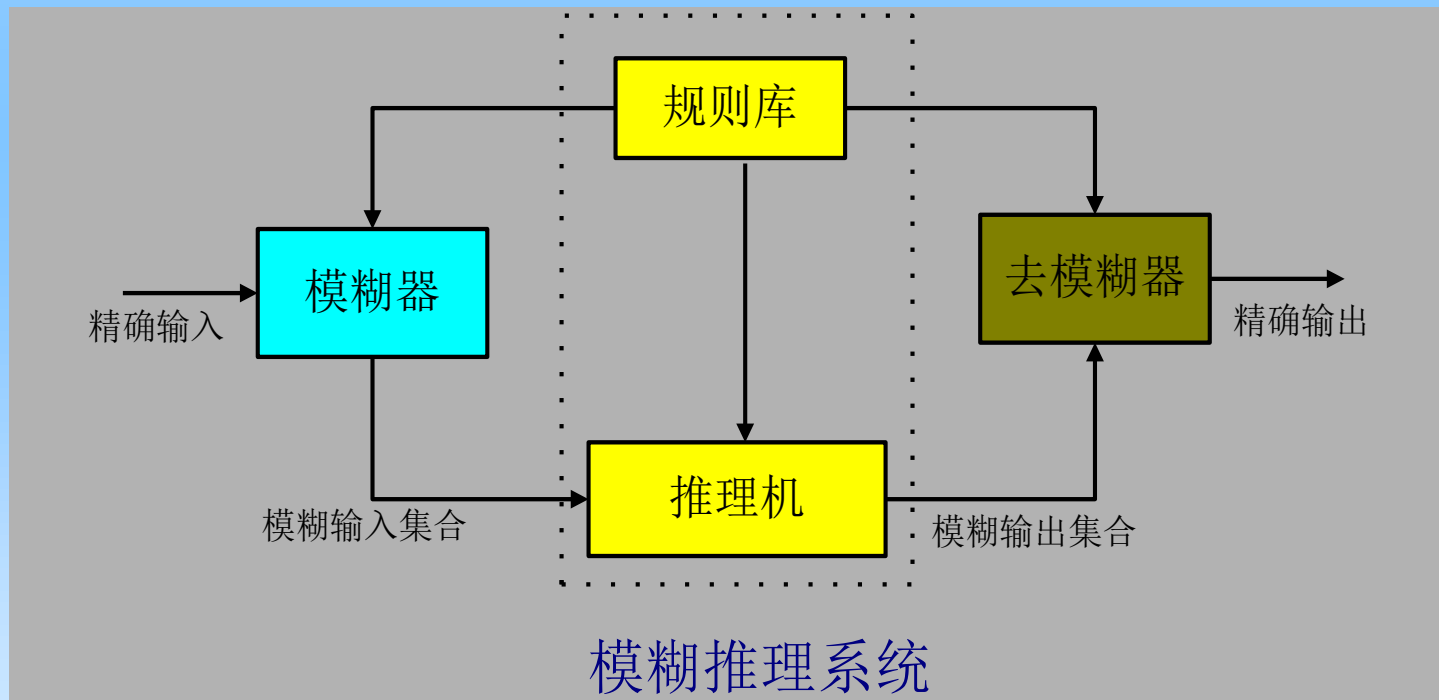 规则库
模糊器
去模糊器
精确输入
精确输出
推理机
模糊输入集合
模糊输出集合
模糊推理系统